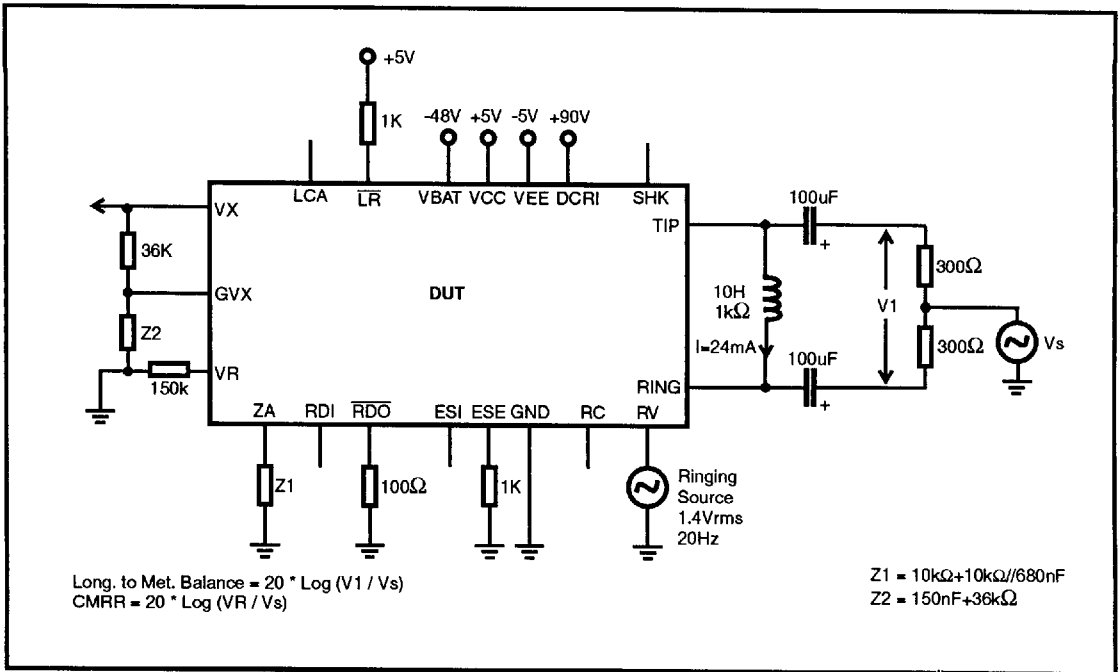 +5V
1K
-48V +5V -5V +90V
LCA LR VBAT VCC VEE DCRI SHK
VX
TIP
100uF
+
36K
300Ω
GVX
DUT
10H
1kΩ
V1
Z2
I=24mA
Vs
100uF
300Ω
VR
150k
RING
+
ZA RDI RDO ESI ESE GND RC RV
Z1
100Ω
1K
Ringing
Source
1.4Vrms
20Hz
Long. to Met. Balance = 20 * Log (V1 / Vs)
CMRR = 20 * Log (VR / Vs)
Z1 = 10kΩ+10kΩ//680nF
Z2 = 150nF+36kΩ